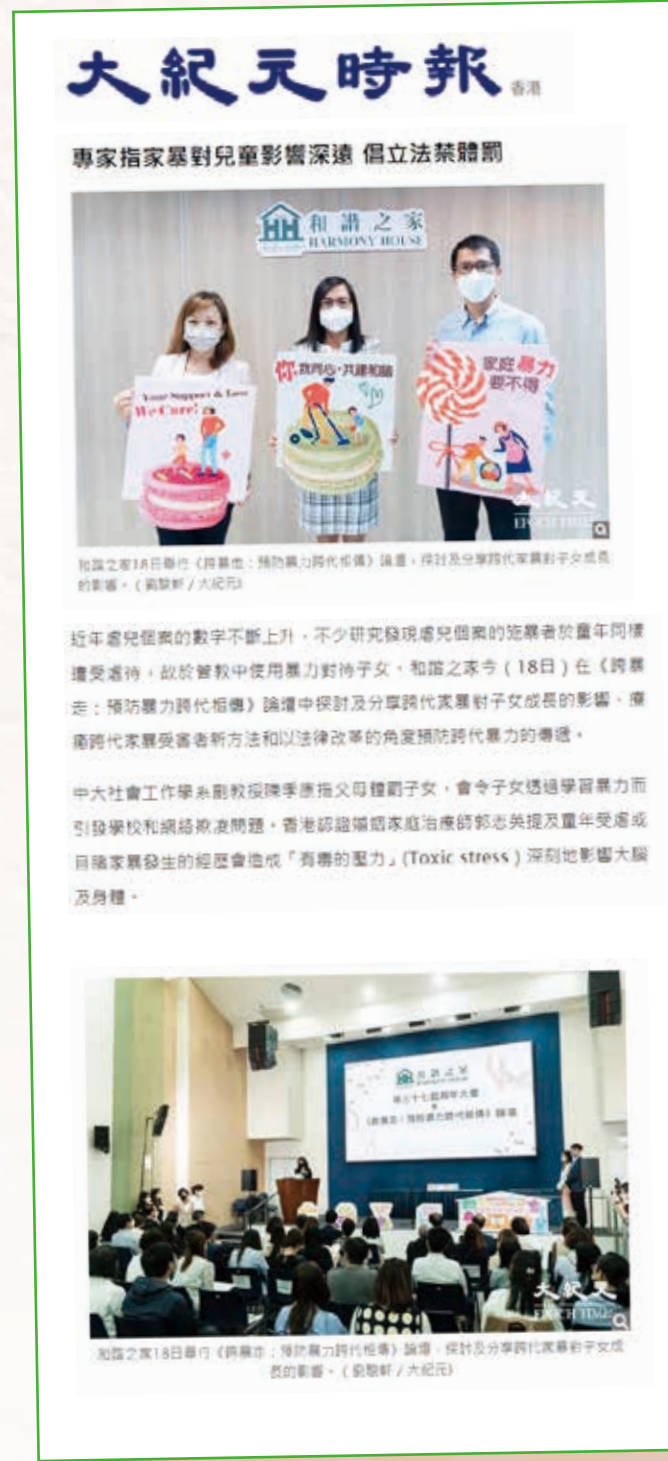 大紀元時報 香港
專家指家暴對兒童影響深遠 倡立法禁體罰
和諧之家
HARMONY HOUSE
Your Support & Love
We Care!
你我同心·共建和諧
家庭暴力
要不得
大紀元
EPOCH TIMES
和諧之家18日舉行《跨暴走：預防暴力跨代相傳》論壇，探討及分享跨代家暴對子女成長
的影響。（劉駿軒／大紀元）
近年虐兒個案的數字不斷上升，不少研究發現虐兒個案的施暴者於童年同樣
遭受虐待，故於管教中使用暴力對待子女。和諧之家今（18日）在《跨暴
走：預防暴力跨代相傳》論壇中探討及分享跨代家暴對子女成長的影響、療
癒跨代家暴受害者新方法和以法律改革的角度預防跨代暴力的傳遞。
中大社會工作學系副教授陳季康指父母體罰子女，會令子女透過學習暴力而
引發學校和網絡欺凌問題。香港認證婚姻家庭治療師郭志英提及童年受虐或
目睹家暴發生的經歷會造成「有毒的壓力」(Toxic stress）深刻地影響大腦
及身體。
和諧之家
HARMONY HOUSE
第三十七屆周年大會
《跨暴走：預防暴力跨代相傳》論壇
大紀元
EPOCH TIMES
和諧之家18日舉行《跨暴走：預防暴力跨代相傳》論壇，探討及分享跨代家暴對子女成
長的影響。（劉駿軒／大紀元）